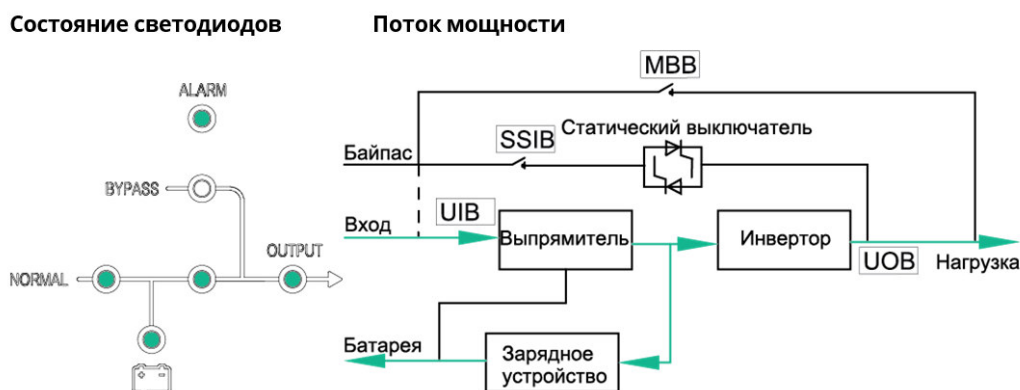 Состояние светодиодов
Поток мощности
ALARM
BYPASS
OUTPUT
NORMAL
+ -
MBB
Статический выключатель
SSIB
Байпас
UIB
Вход
Выпрямитель
Инвертор
UOB
Нагрузка
Батарея
Зарядное
устройство